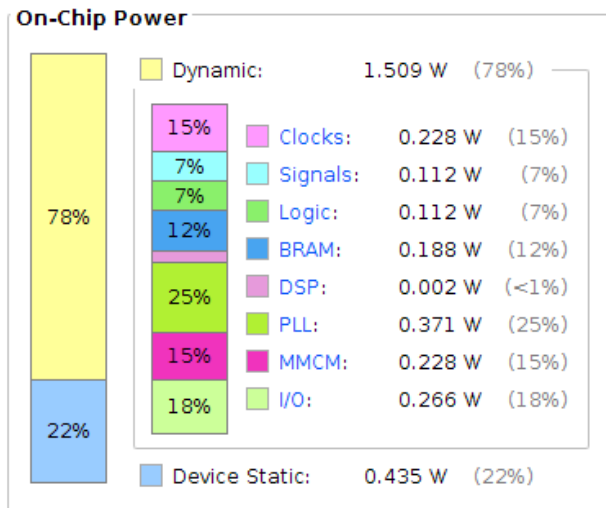 On-Chip Power
Dynamic: 1.509 W (78%)
15% Clocks: 0.228 W (15%)
7% Signals: 0.112 W (7%)
7% Logic: 0.112 W (7%)
78%
12% BRAM: 0.188 W (12%)
DSP: 0.002 W (<1%)
25% PLL: 0.371 W (25%)
15% MMCM: 0.228 W (15%)
18% I/O: 0.266 W (18%)
22%
Device Static: 0.435 W (22%)